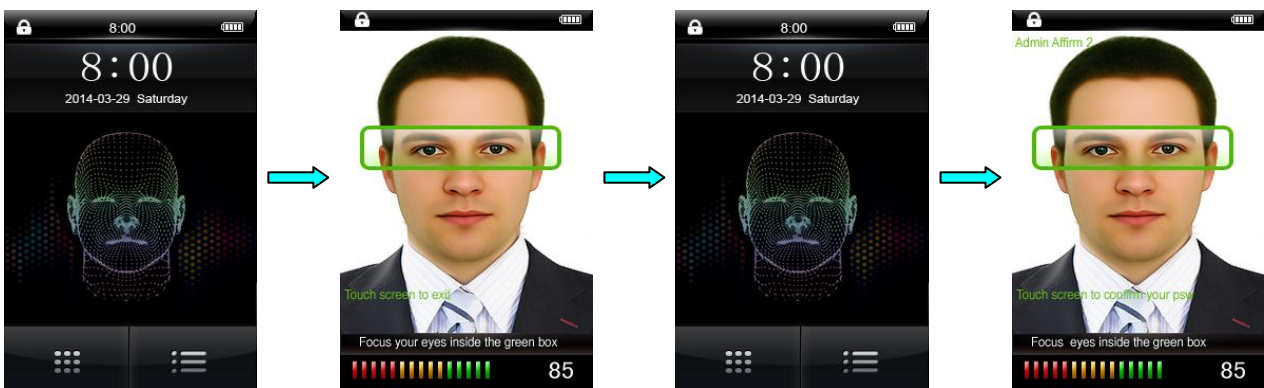 8:00
8:00
2014-03-29 Saturday
Touch screen to exit
Focus your eyes inside the green box
85
8:00
8:00
2014-03-29 Saturday
Admin Affirm 2
Touch screen to confirm your psw
Focus eyes inside the green box
85